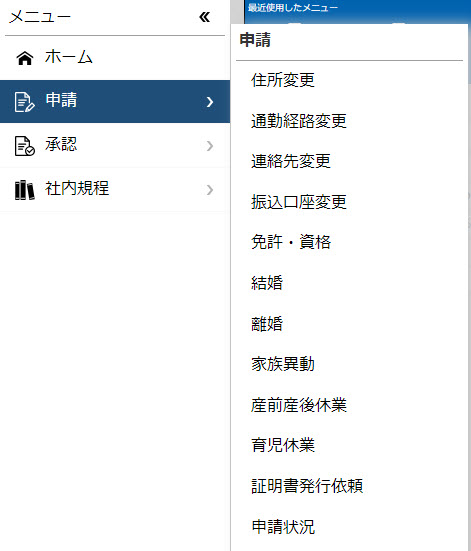 メニュー
ホーム
申請
承認
社内規程
最近使用したメニュー
申請
住所変更
通勤経路変更
連絡先変更
振込口座変更
免許・資格
結婚
離婚
家族異動
産前産後休業
育児休業
証明書発行依頼
申請状況